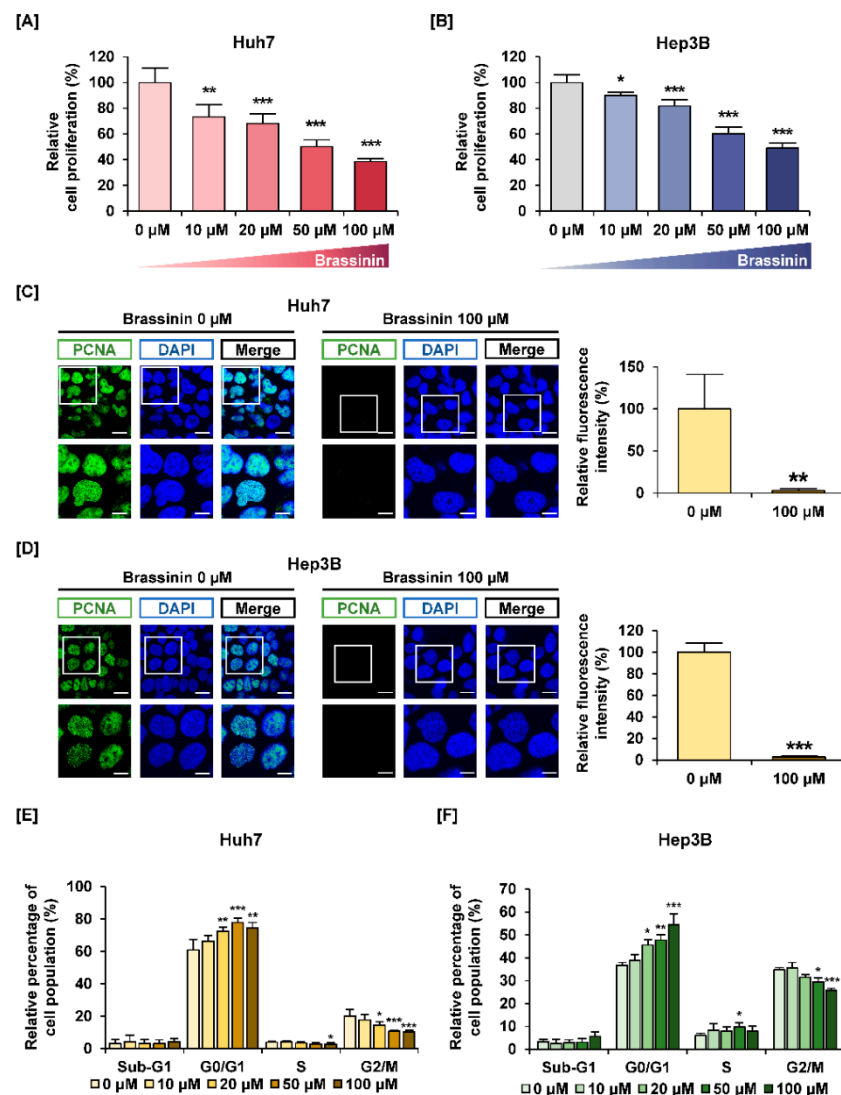 [A]
Huh7
Relative
cell proliferation (%)
120
100
80
60
40
20
0
**
***
***
***
0 µM 10 µM 20 µM 50 µM 100 µM
Brassinin
[B]
Hep3B
Relative
cell proliferation (%)
120
100
80
60
40
20
0
*
***
***
***
0 µM 10 µM 20 µM 50 µM 100 µM
Brassinin
[C]
Huh7
Brassinin 0 µM
PCNA DAPI Merge
Brassinin 100 µM
PCNA DAPI Merge
Relative fluorescence
intensity (%)
150
100
50
0
**
0 µM 100 µM
[D]
Hep3B
Brassinin 0 µM
PCNA DAPI Merge
Brassinin 100 µM
PCNA DAPI Merge
Relative fluorescence
intensity (%)
120
100
80
60
40
20
0
***
0 µM 100 µM
[E]
Huh7
Relative percentage of
cell population (%)
100
80
60
40
20
0
** *** **
*
* *** ***
Sub-G1 G0/G1 S G2/M
0 µM 10 µM 20 µM 50 µM 100 µM
[F]
Hep3B
Relative percentage of
cell population (%)
70
60
50
40
30
20
10
0
* ** ***
*
* ***
Sub-G1 G0/G1 S G2/M
0 µM 10 µM 20 µM 50 µM 100 µM